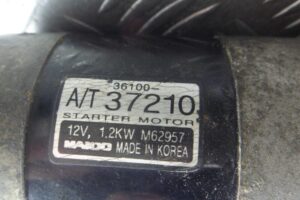 36100-
A/T 37210
STARTER MOTOR
12V, 1.2KW M62957
MANDO MADE IN KOREA